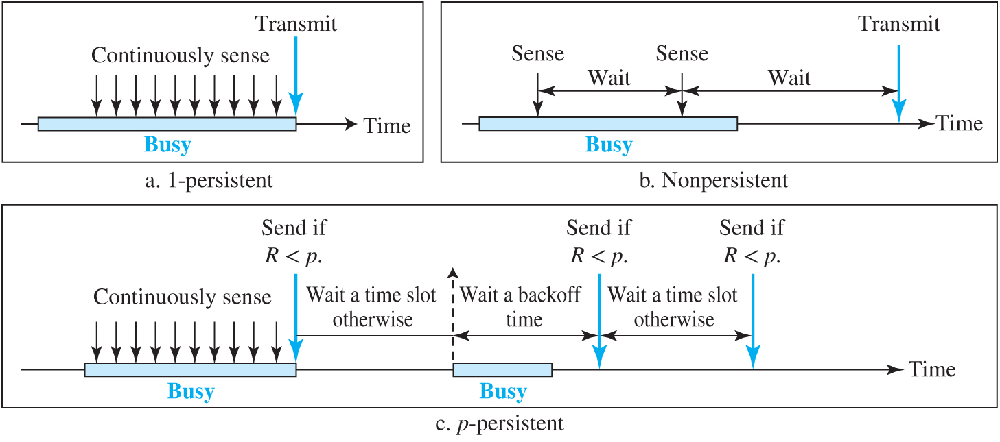 Transmit
Continuously sense
Time
Busy
a. 1-persistent
Transmit
Sense
Sense
Wait
Wait
Time
Busy
b. Nonpersistent
Send if
R < p.
Send if
R < p.
Send if
R < p.
Continuously sense
Wait a time slot
otherwise
Wait a backoff
time
Wait a time slot
otherwise
Time
Busy
Busy
c. p-persistent